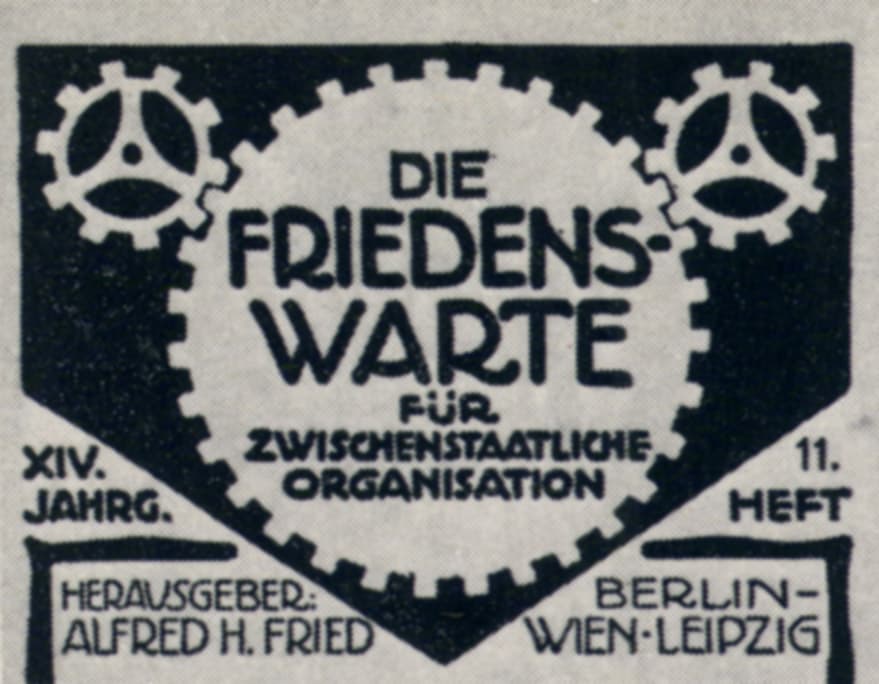 DIE
FRIEDENS-
WARTE
FÜR
ZWISCHENSTAATLICHE
ORGANISATION
XIV.
JAHRG.
11.
HEFT
HERAUSGEBER:
ALFRED H. FRIED
BERLIN-
WIEN·LEIPZIG